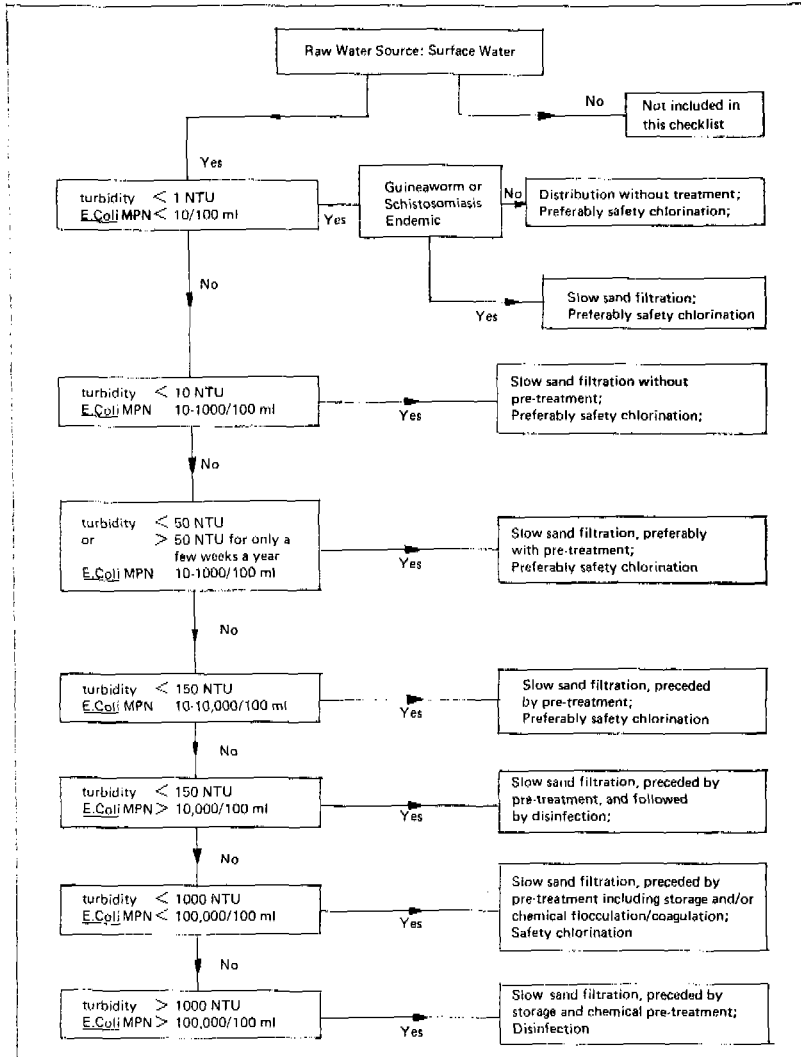 Raw Water Source: Surface Water
No
Not included in
this checklist
Yes
turbidity < 1 NTU
E.Coli MPN < 10/100 ml
Yes
Guineaworm or
Schistosomiasis
Endemic
No
Distribution without treatment;
Preferably safety chlorination;
No
Yes
Slow sand filtration;
Preferably safety chlorination
turbidity < 10 NTU
E.Coli MPN 10-1000/100 ml
Yes
Slow sand filtration without
pre-treatment;
Preferably safety chlorination;
No
turbidity < 50 NTU
or > 50 NTU for only a
few weeks a year
E.Coli MPN 10-1000/100 ml
Yes
Slow sand filtration, preferably
with pre-treatment;
Preferably safety chlorination
No
turbidity < 150 NTU
E.Coli MPN 10-10,000/100 ml
Yes
Slow sand filtration, preceded
by pre-treatment;
Preferably safety chlorination
No
turbidity < 150 NTU
E.Coli MPN > 10,000/100 ml
Yes
Slow sand filtration, preceded by
pre-treatment, and followed
by disinfection;
No
turbidity < 1000 NTU
E.Coli MPN < 100,000/100 ml
Yes
Slow sand filtration, preceded by
pre-treatment including storage and/or
chemical flocculation/coagulation;
Safety chlorination
No
turbidity > 1000 NTU
E.Coli MPN > 100,000/100 ml
Yes
Slow sand filtration, preceded by
storage and chemical pre-treatment;
Disinfection